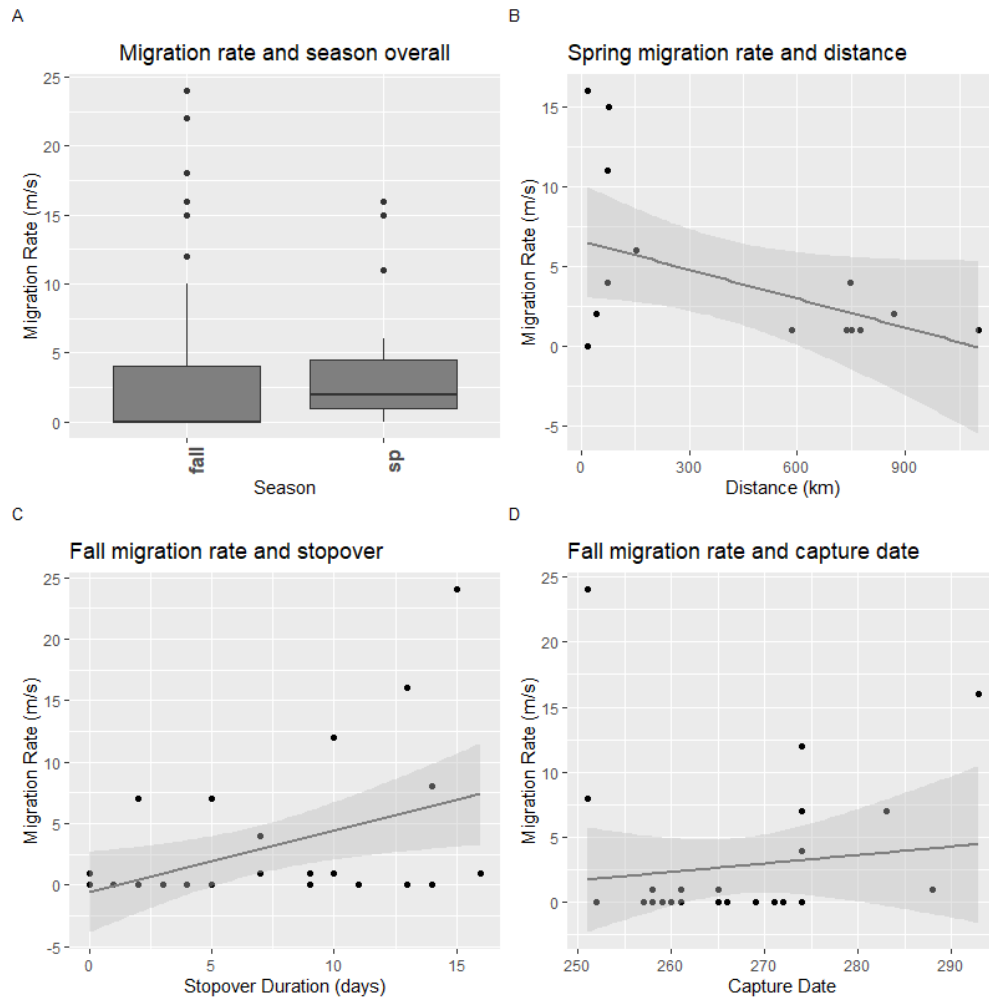 A
Migration rate and season overall
Migration Rate (m/s)
25
20
15
10
5
0
fall
sp
Season
B
Spring migration rate and distance
Migration Rate (m/s)
15
10
5
0
-5
0
300
600
900
Distance (km)
C
Fall migration rate and stopover
Migration Rate (m/s)
25
20
15
10
5
0
-5
0
5
10
15
Stopover Duration (days)
D
Fall migration rate and capture date
Migration Rate (m/s)
25
20
15
10
5
0
250
260
270
280
290
Capture Date